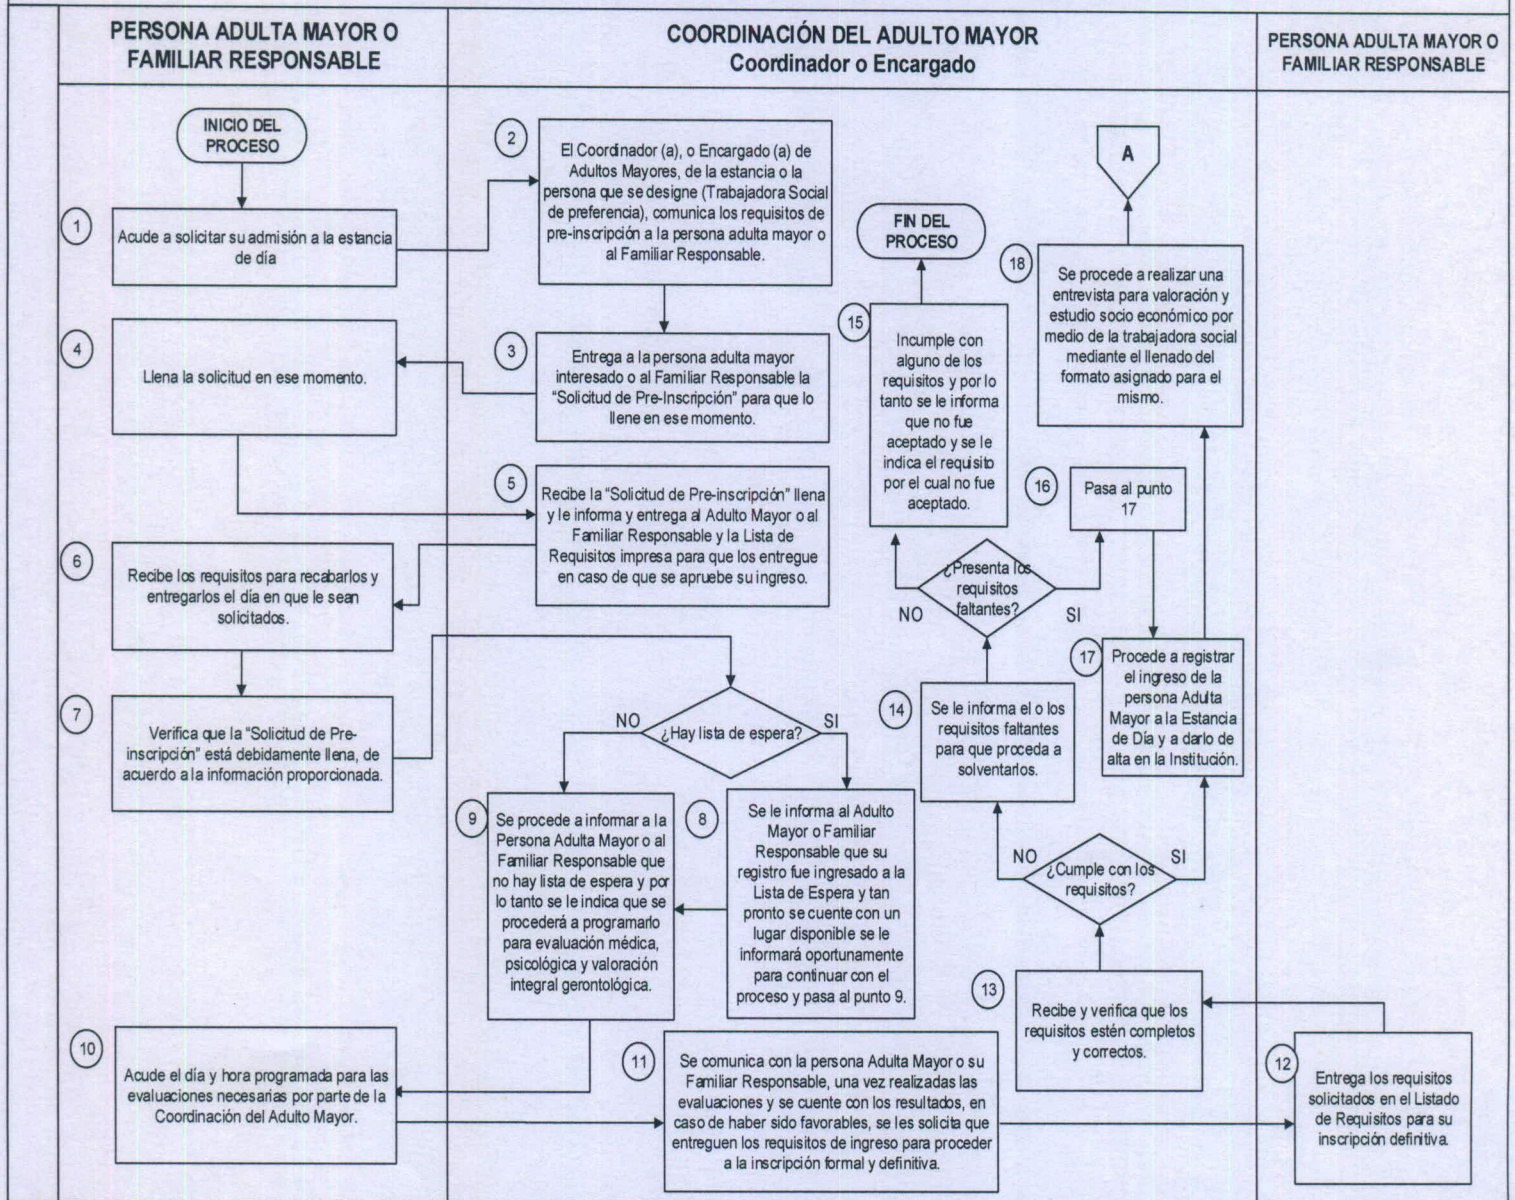 PERSONA ADULTA MAYOR O
FAMILIAR RESPONSABLE
COORDINACIÓN DEL ADULTO MAYOR
Coordinador o Encargado
PERSONA ADULTA MAYOR O
FAMILIAR RESPONSABLE
INICIO DEL
PROCESO
1
Acude a solicitar su admisión a la estancia
de día
2
El Coordinador (a), o Encargado (a) de
Adultos Mayores, de la estancia o la
persona que se designe (Trabajadora Social
de preferencia), comunica los requisitos de
pre-inscripción a la persona adulta mayor o
al Familiar Responsable.
3
Entrega a la persona adulta mayor
interesado o al Familiar Responsable la
“Solicitud de Pre-Inscripción” para que lo
llene en ese momento.
4
Llena la solicitud en ese momento.
5
Recibe la “Solicitud de Pre-inscripción” llena
y le informa y entrega al Adulto Mayor o al
Familiar Responsable y la Lista de
Requisitos impresa para que los entregue
en caso de que se apruebe su ingreso.
6
Recibe los requisitos para recabarlos y
entregarlos el día en que le sean
solicitados.
7
Verifica que la “Solicitud de Pre-
inscripción” está debidamente llena, de
acuerdo a la información proporcionada.
¿Hay lista de espera?
NO
SI
8
Se le informa al Adulto
Mayor o Familiar
Responsable que su
registro fue ingresado a la
Lista de Espera y tan
pronto se cuente con un
lugar disponible se le
informará oportunamente
para continuar con el
proceso y pasa al punto 9.
9
Se procede a informar a la
Persona Adulta Mayor o al
Familiar Responsable que
no hay lista de espera y por
lo tanto se le indica que se
procederá a programarlo
para evaluación médica,
psicológica y valoración
integral gerontológica.
10
Acude el día y hora programada para las
evaluaciones necesarias por parte de la
Coordinación del Adulto Mayor.
11
Se comunica con la persona Adulta Mayor o su
Familiar Responsable, una vez realizadas las
evaluaciones y se cuente con los resultados, en
caso de haber sido favorables, se les solicita que
entreguen los requisitos de ingreso para proceder
a la inscripción formal y definitiva.
12
Entrega los requisitos
solicitados en el Listado
de Requisitos para su
inscripción definitiva.
13
Recibe y verifica que los
requisitos estén completos
y correctos.
¿Cumple con los
requisitos?
NO
SI
14
Se le informa el o los
requisitos faltantes
para que proceda a
solventarlos.
¿Presenta los
requisitos
faltantes?
NO
SI
15
Incumple con
alguno de los
requisitos y por lo
tanto se le informa
que no fue
aceptado y se le
indica el requisito
por el cual no fue
aceptado.
FIN DEL
PROCESO
16
Pasa al punto
17
17
Procede a registrar
el ingreso de la
persona Adulta
Mayor a la Estancia
de Día y a darlo de
alta en la Institución.
18
Se procede a realizar una
entrevista para valoración y
estudio socio económico por
medio de la trabajadora social
mediante el llenado del
formato asignado para el
mismo.
A